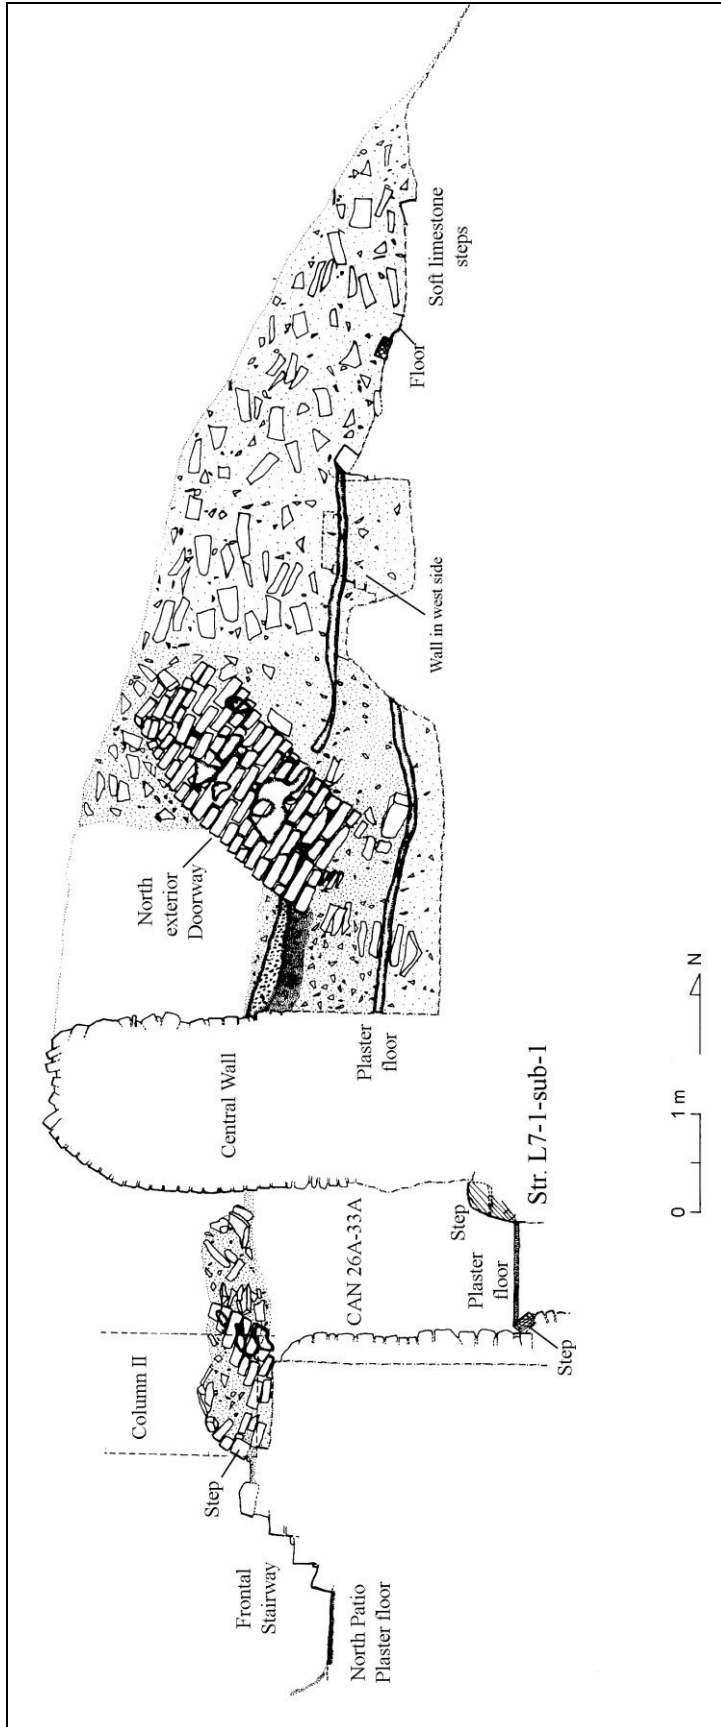 North Patio
Plaster floor
Frontal
Stairway
Step
Column II
Step
Plaster
floor
Step
CAN 26A-33A
Str. L7-1-sub-1
Central Wall
Plaster
floor
North
exterior
Doorway
Wall in west side
Floor
Soft limestone
steps
0 1 m
N